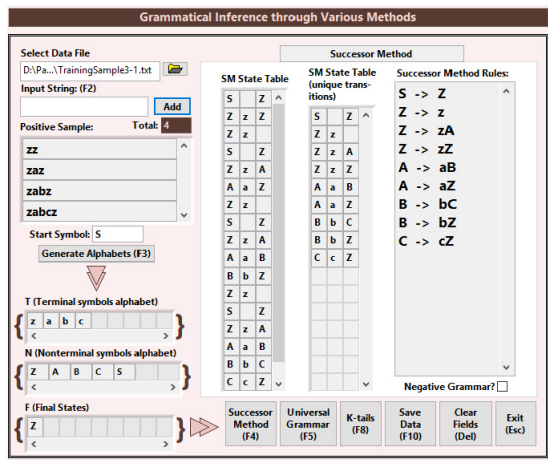 Grammatical Inference through Various Methods
Select Data File
D:\Pa...\TrainingSample3-1.txt
Input String: (F2)
Add
Positive Sample:
Total: 4
zz
zaz
zabz
zabcz
Start Symbol: S
Generate Alphabets (F3)
T (Terminal symbols alphabet)
{ z a b c }
N (Nonterminal symbols alphabet)
{ Z A B C S }
F (Final States)
{ Z }
Successor Method
SM State Table
S Z
Z z Z
Z z
S Z
Z z A
A a Z
Z z
S Z
Z z A
A a B
B b Z
Z z
S Z
Z z A
A a B
B b C
C c Z
SM State Table
(unique trans-
itions)
S Z
Z z
Z z A
Z z Z
A a B
A a Z
B b C
B b Z
C c Z
Successor Method Rules:
S -> Z
Z -> z
Z -> zA
Z -> zZ
A -> aB
A -> aZ
B -> bC
B -> bZ
C -> cZ
Negative Grammar?
Successor
Method
(F4)
Universal
Grammar
(F5)
K-tails
(F8)
Save
Data
(F10)
Clear
Fields
(Del)
Exit
(Esc)